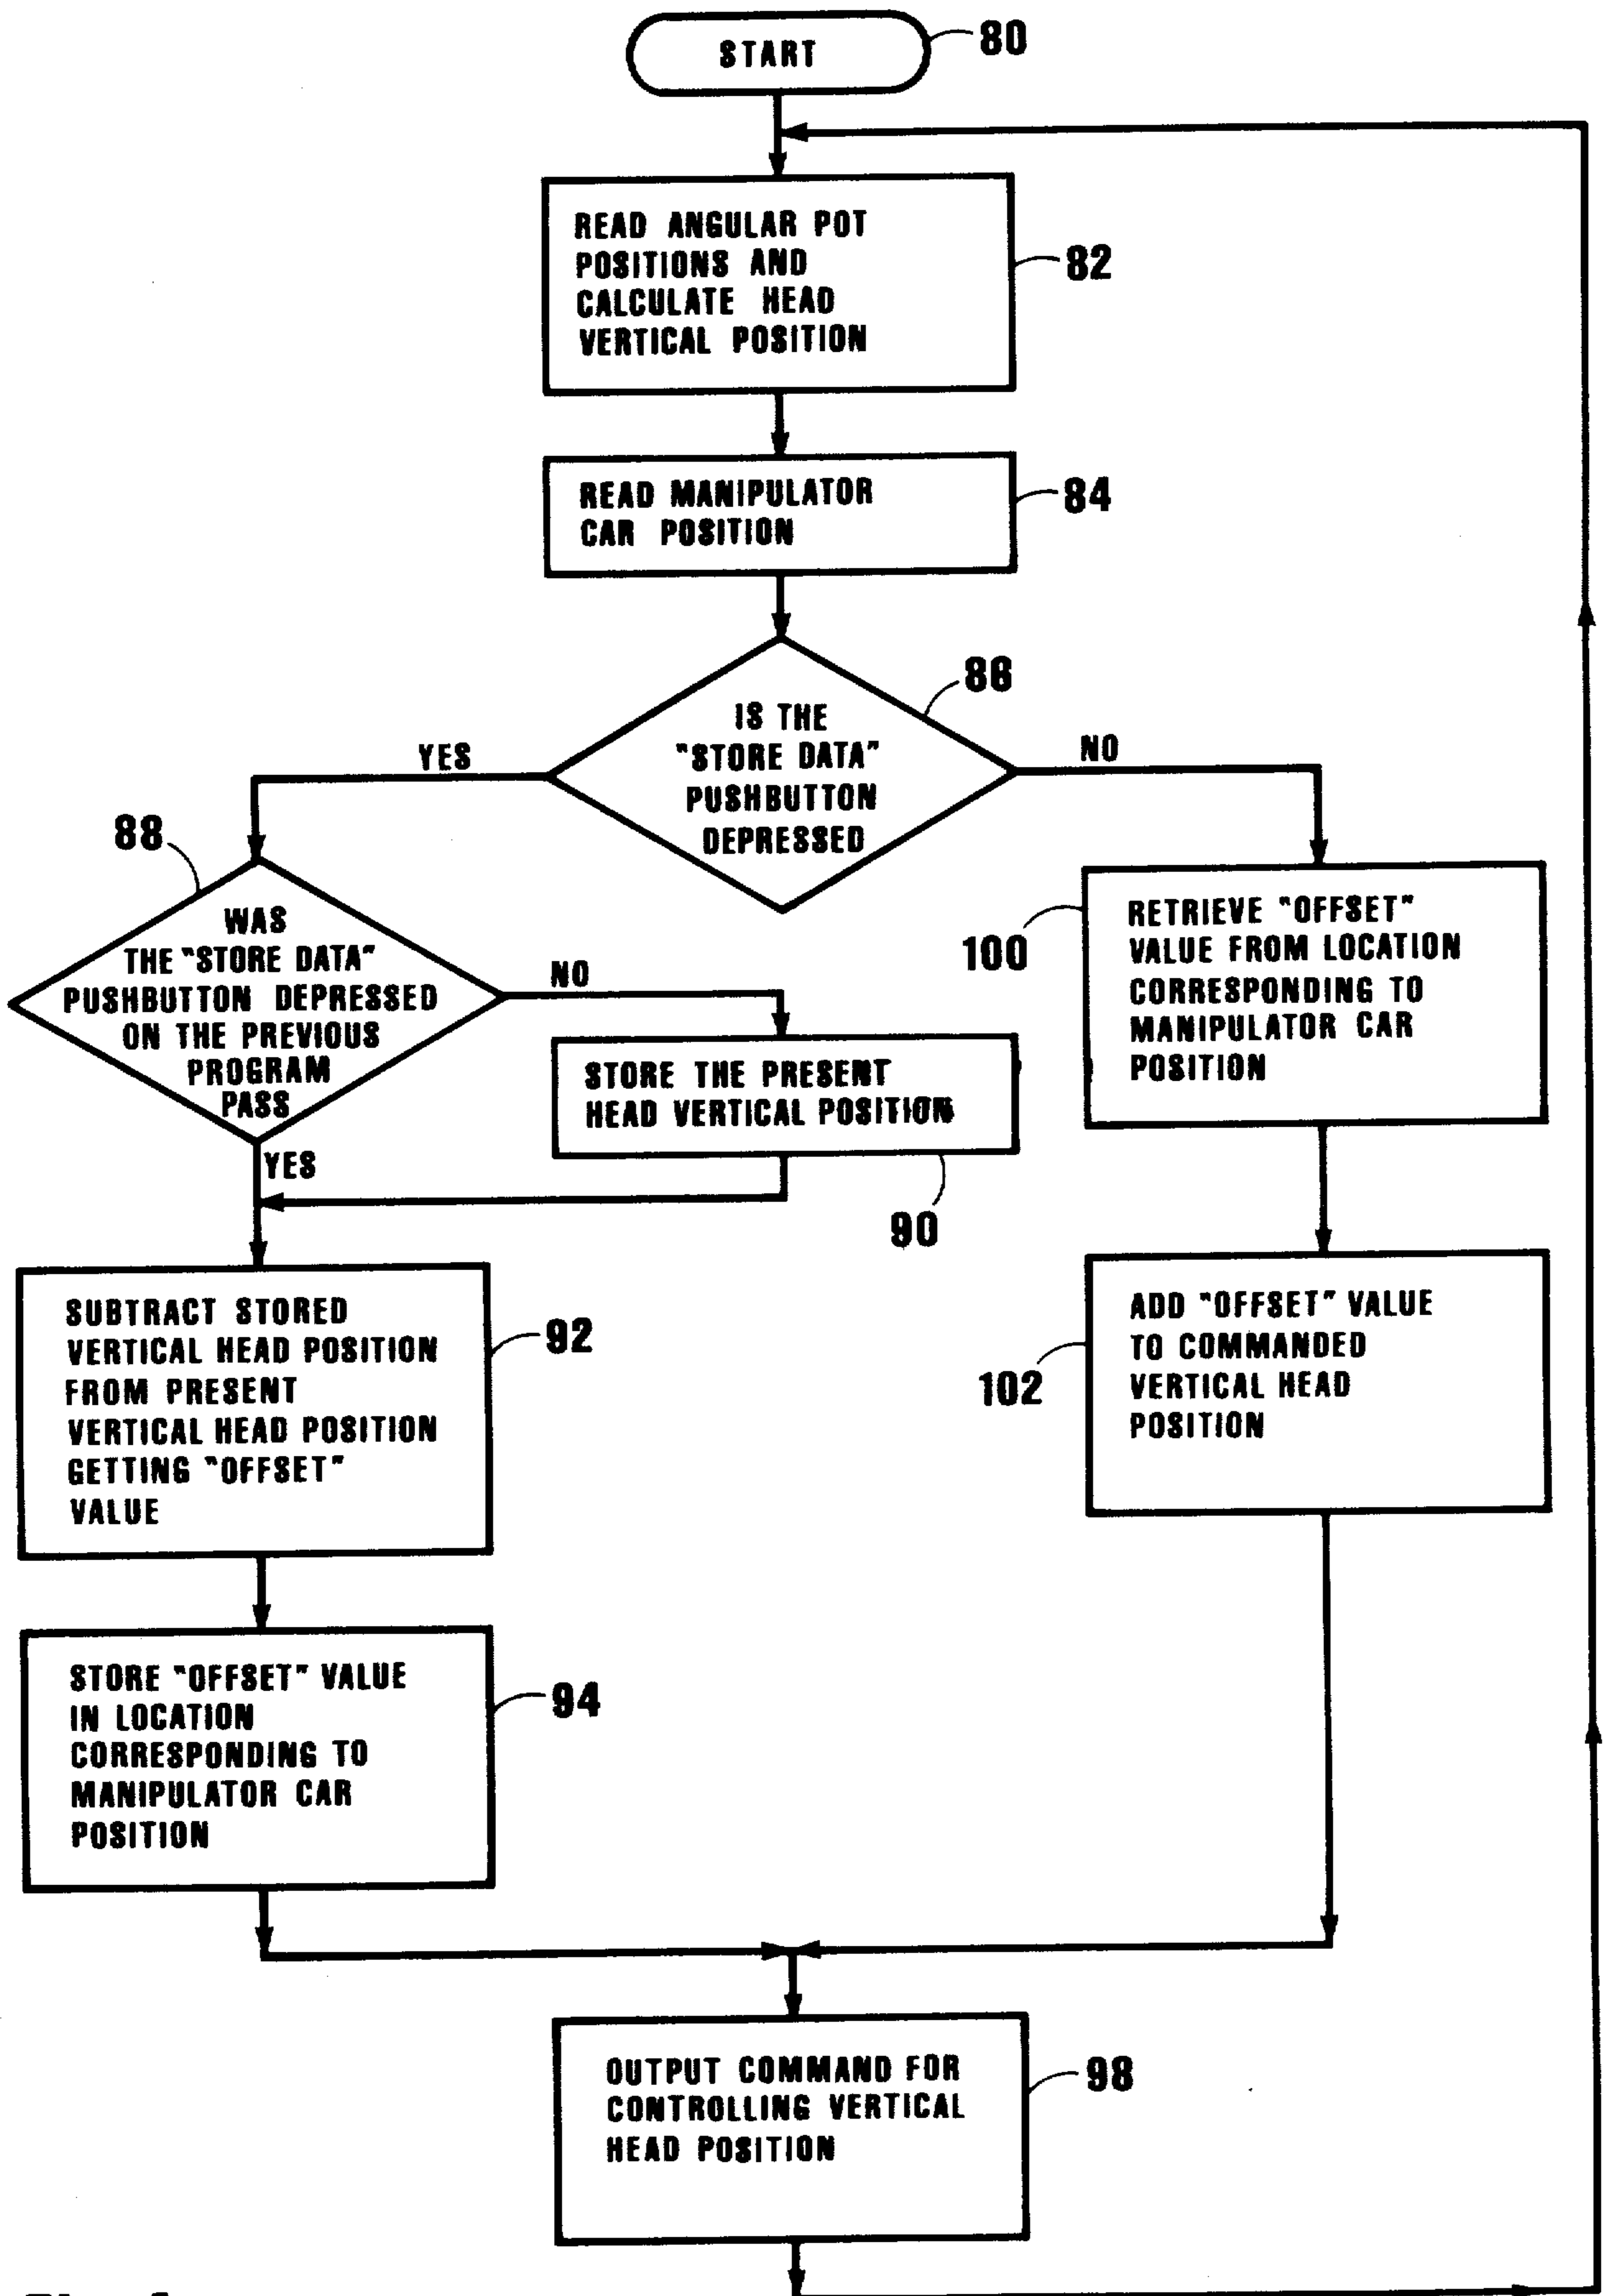 START
80
READ ANGULAR POT
POSITIONS AND
CALCULATE HEAD
VERTICAL POSITION
82
READ MANIPULATOR
CAR POSITION
84
IS THE
"STORE DATA"
PUSHBUTTON
DEPRESSED
86
YES
NO
88
WAS
THE "STORE DATA"
PUSHBUTTON DEPRESSED
ON THE PREVIOUS
PROGRAM
PASS
NO
YES
STORE THE PRESENT
HEAD VERTICAL POSITION
90
100
RETRIEVE "OFFSET"
VALUE FROM LOCATION
CORRESPONDING TO
MANIPULATOR CAR
POSITION
SUBTRACT STORED
VERTICAL HEAD POSITION
FROM PRESENT
VERTICAL HEAD POSITION
GETTING "OFFSET"
VALUE
92
102
ADD "OFFSET" VALUE
TO COMMANDED
VERTICAL HEAD
POSITION
STORE "OFFSET" VALUE
IN LOCATION
CORRESPONDING TO
MANIPULATOR CAR
POSITION
94
OUTPUT COMMAND FOR
CONTROLLING VERTICAL
HEAD POSITION
98